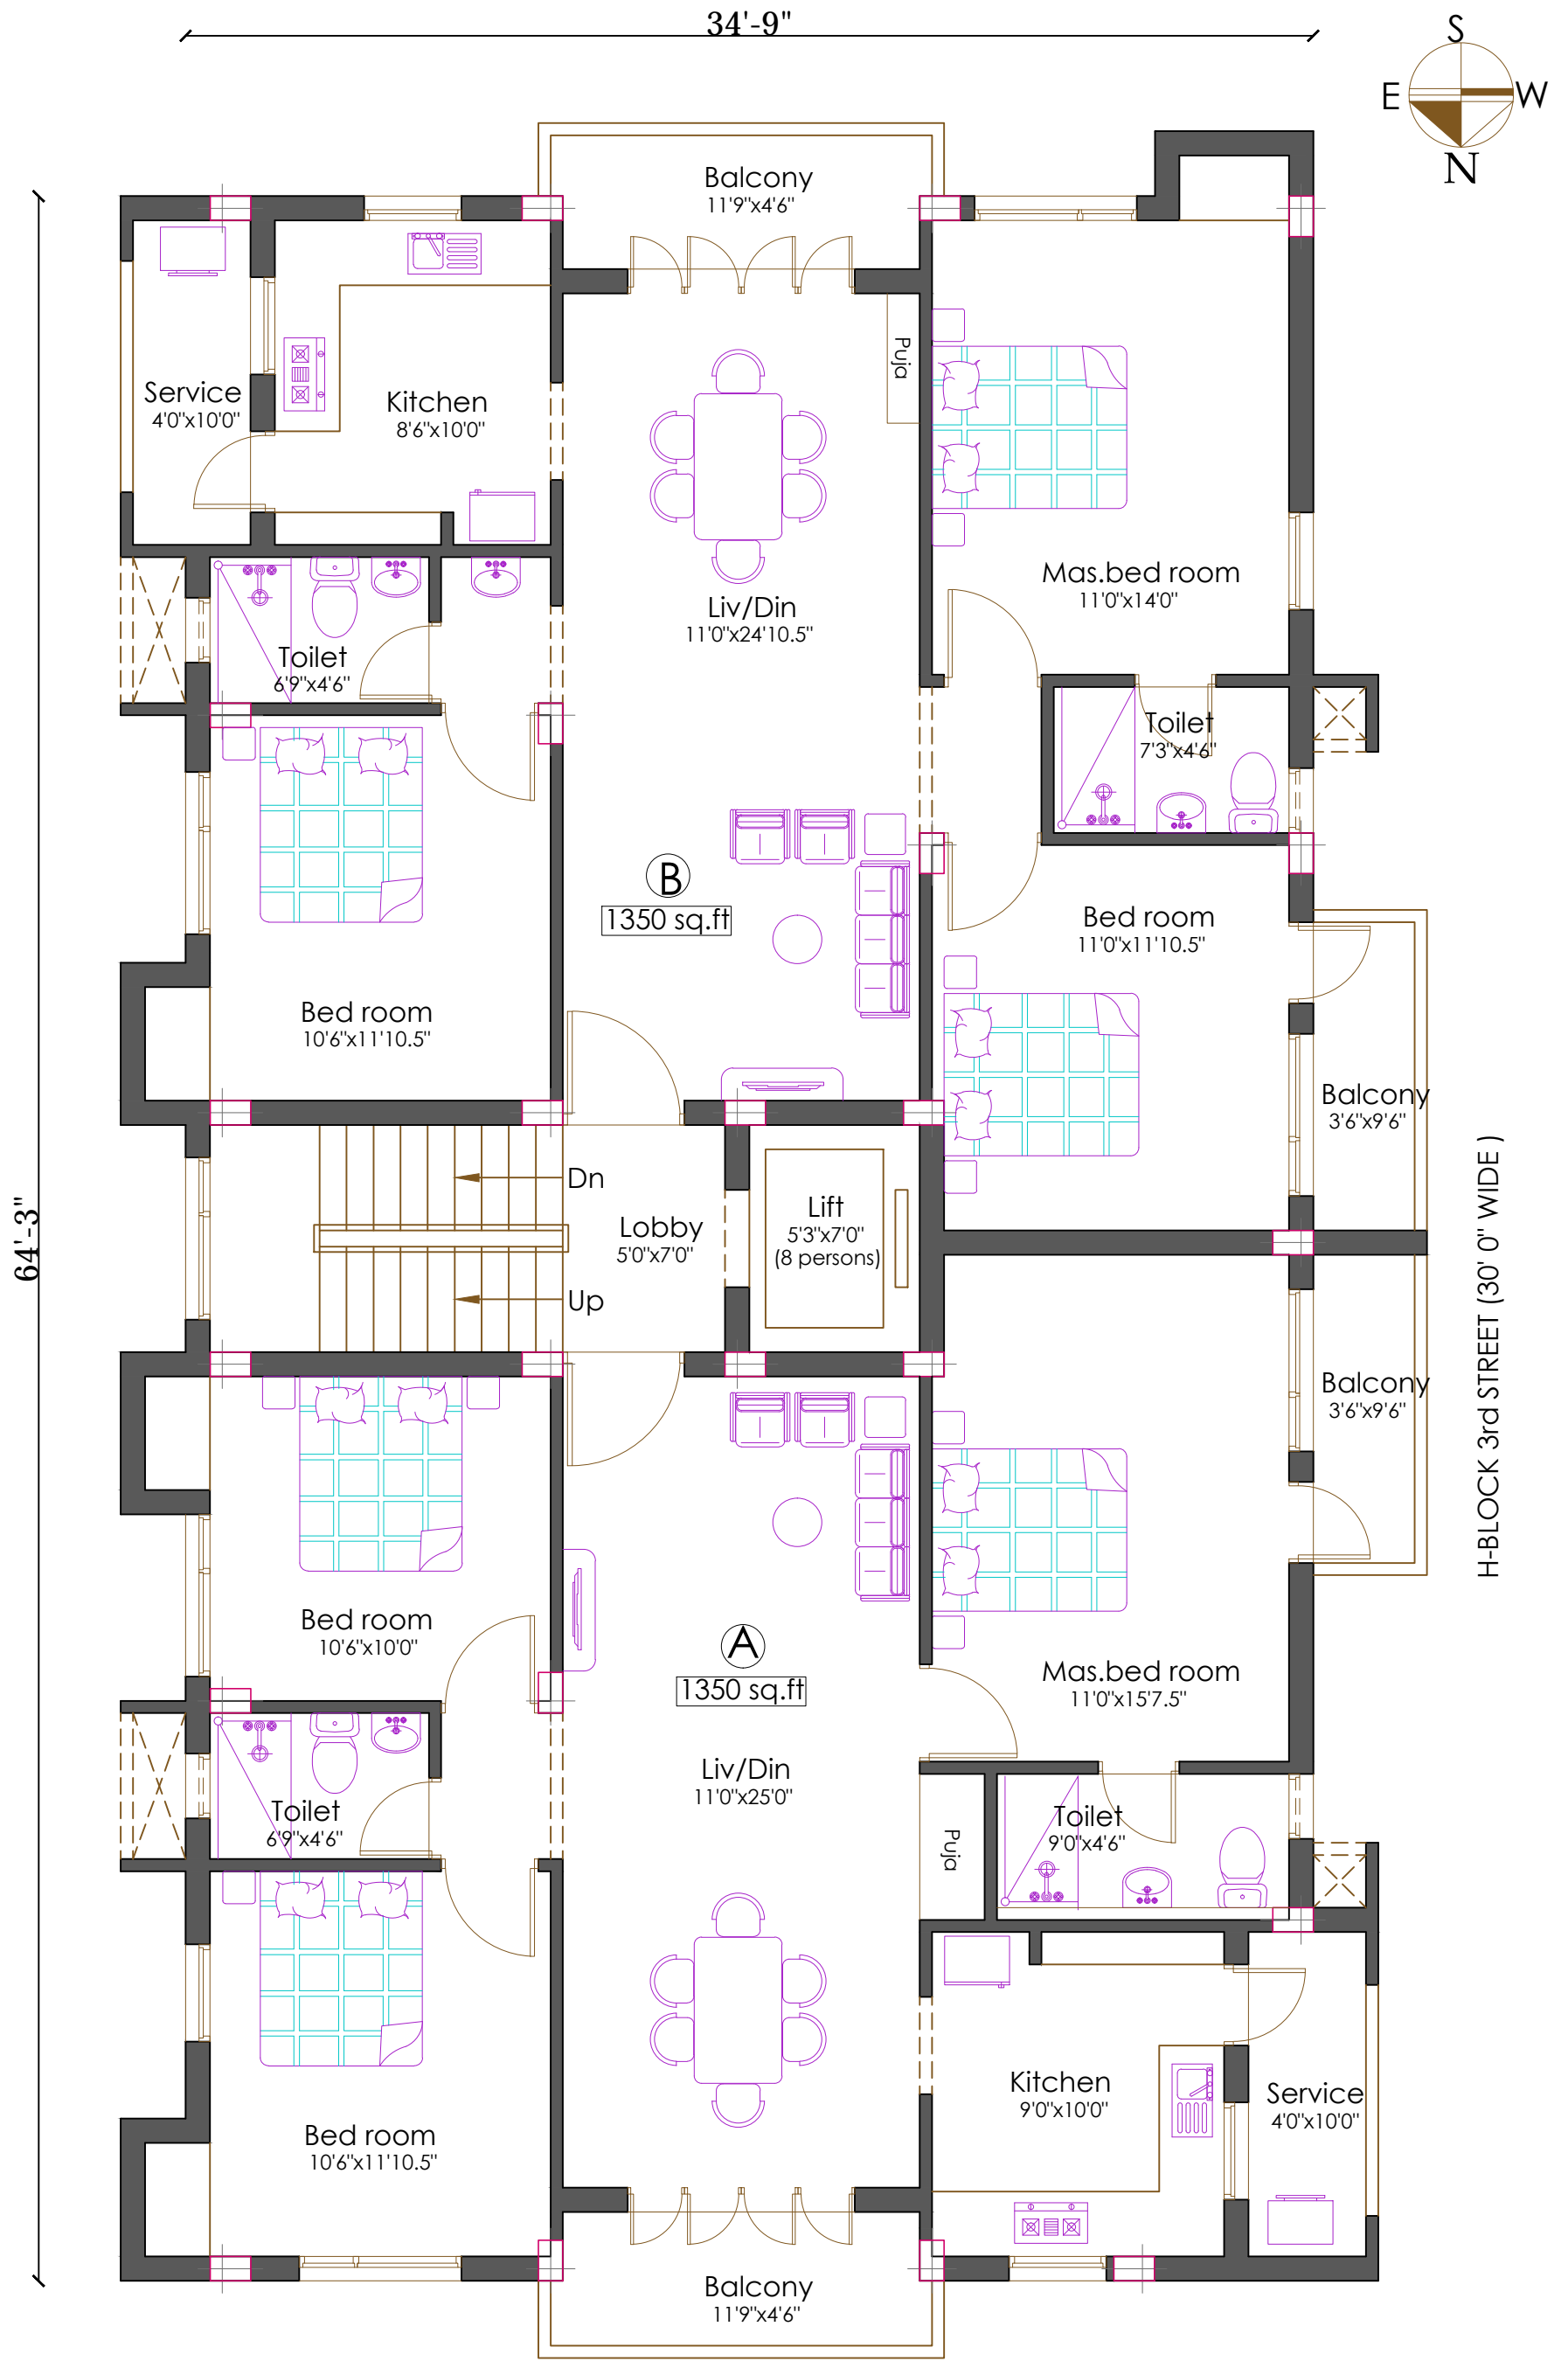 34'-9"
S
E
W
N
Balcony
11'9"x4'6"
Service
4'0"x10'0"
Kitchen
8'6"x10'0"
Puja
Mas.bed room
11'0"x14'0"
Liv/Din
11'0"x24'10.5"
Toilet
6'9"x4'6"
Toilet
7'3"x4'6"
B
1350 sq.ft
Bed room
11'0"x11'10.5"
Bed room
10'6"x11'10.5"
Balcony
3'6"x9'6"
Dn
Lobby
5'0"x7'0"
Lift
5'3"x7'0"
(8 persons)
Up
64'-3"
H-BLOCK 3rd STREET (30' 0" WIDE )
Balcony
3'6"x9'6"
Bed room
10'6"x10'0"
A
1350 sq.ft
Mas.bed room
11'0"x15'7.5"
Liv/Din
11'0"x25'0"
Toilet
6'9"x4'6"
Puja
Toilet
9'0"x4'6"
Kitchen
9'0"x10'0"
Service
4'0"x10'0"
Bed room
10'6"x11'10.5"
Balcony
11'9"x4'6"